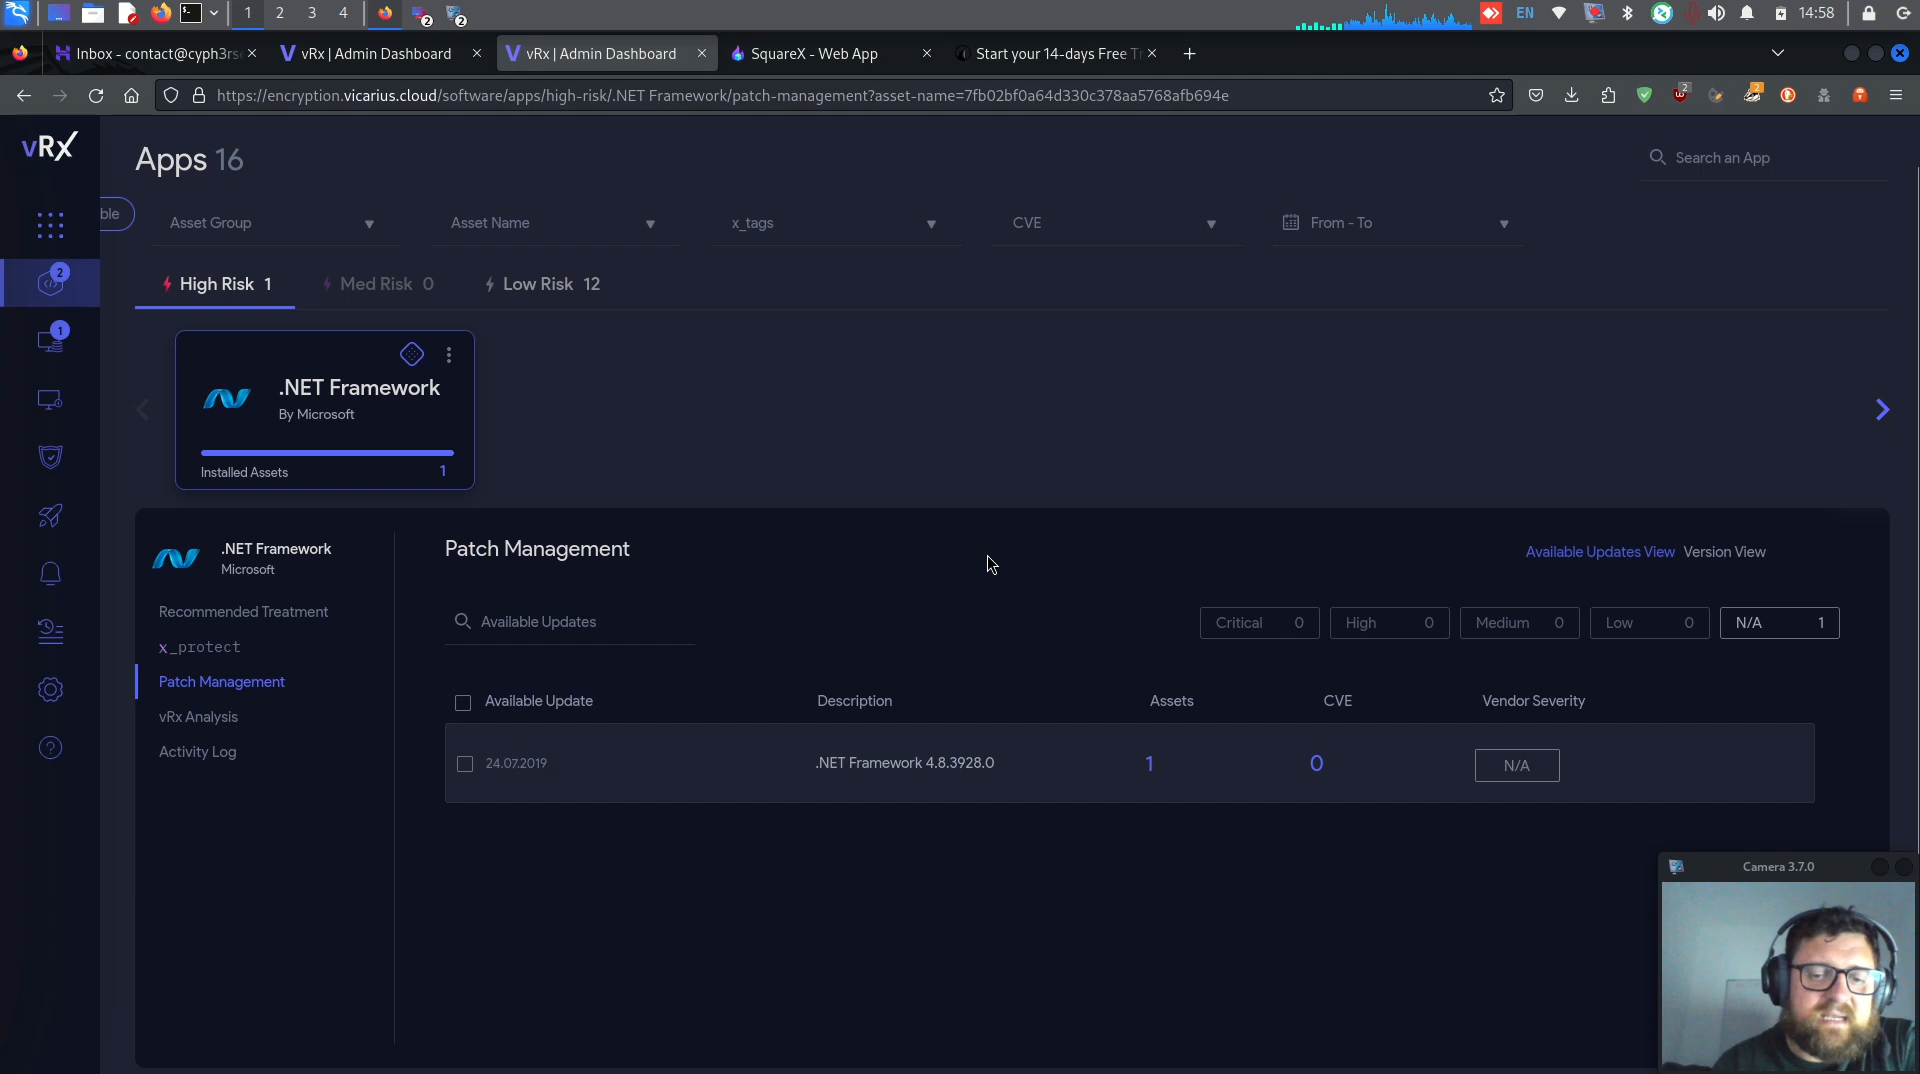 1 2 3 4 2 2 EN 14:58
Inbox - contact@cyph3rs
vRx | Admin Dashboard
vRx | Admin Dashboard
SquareX - Web App
Start your 14-days Free Tr
https://encryption.vicarius.cloud/software/apps/high-risk/.NET Framework/patch-management?asset-name=7fb02bf0a64d330c378aa5768afb694e
2
2
vRx
Apps 16
Search an App
ble
Asset Group
Asset Name
x_tags
CVE
From - To
2
1
High Risk 1
Med Risk 0
Low Risk 12
.NET Framework
By Microsoft
Installed Assets 1
.NET Framework
Microsoft
Recommended Treatment
x_protect
Patch Management
vRx Analysis
Activity Log
Patch Management
Available Updates View Version View
Available Updates
Critical 0
High 0
Medium 0
Low 0
N/A 1
Available Update Description Assets CVE Vendor Severity
24.07.2019 .NET Framework 4.8.3928.0 1 0 N/A
Camera 3.7.0